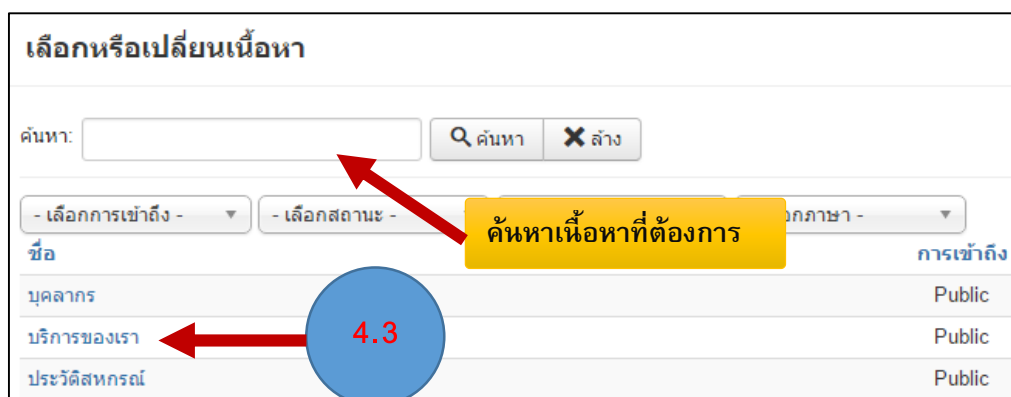 เลือกหรือเปลี่ยนเนื้อหา
ค้นหา:
ค้นหา
ล้าง
- เลือกการเข้าถึง -
- เลือกสถานะ -
กภาษา -
ค้นหาเนื้อหาที่ต้องการ
ชื่อ
การเข้าถึง
บุคลากร
Public
บริการของเรา
4.3
Public
ประวัติสหกรณ์
Public